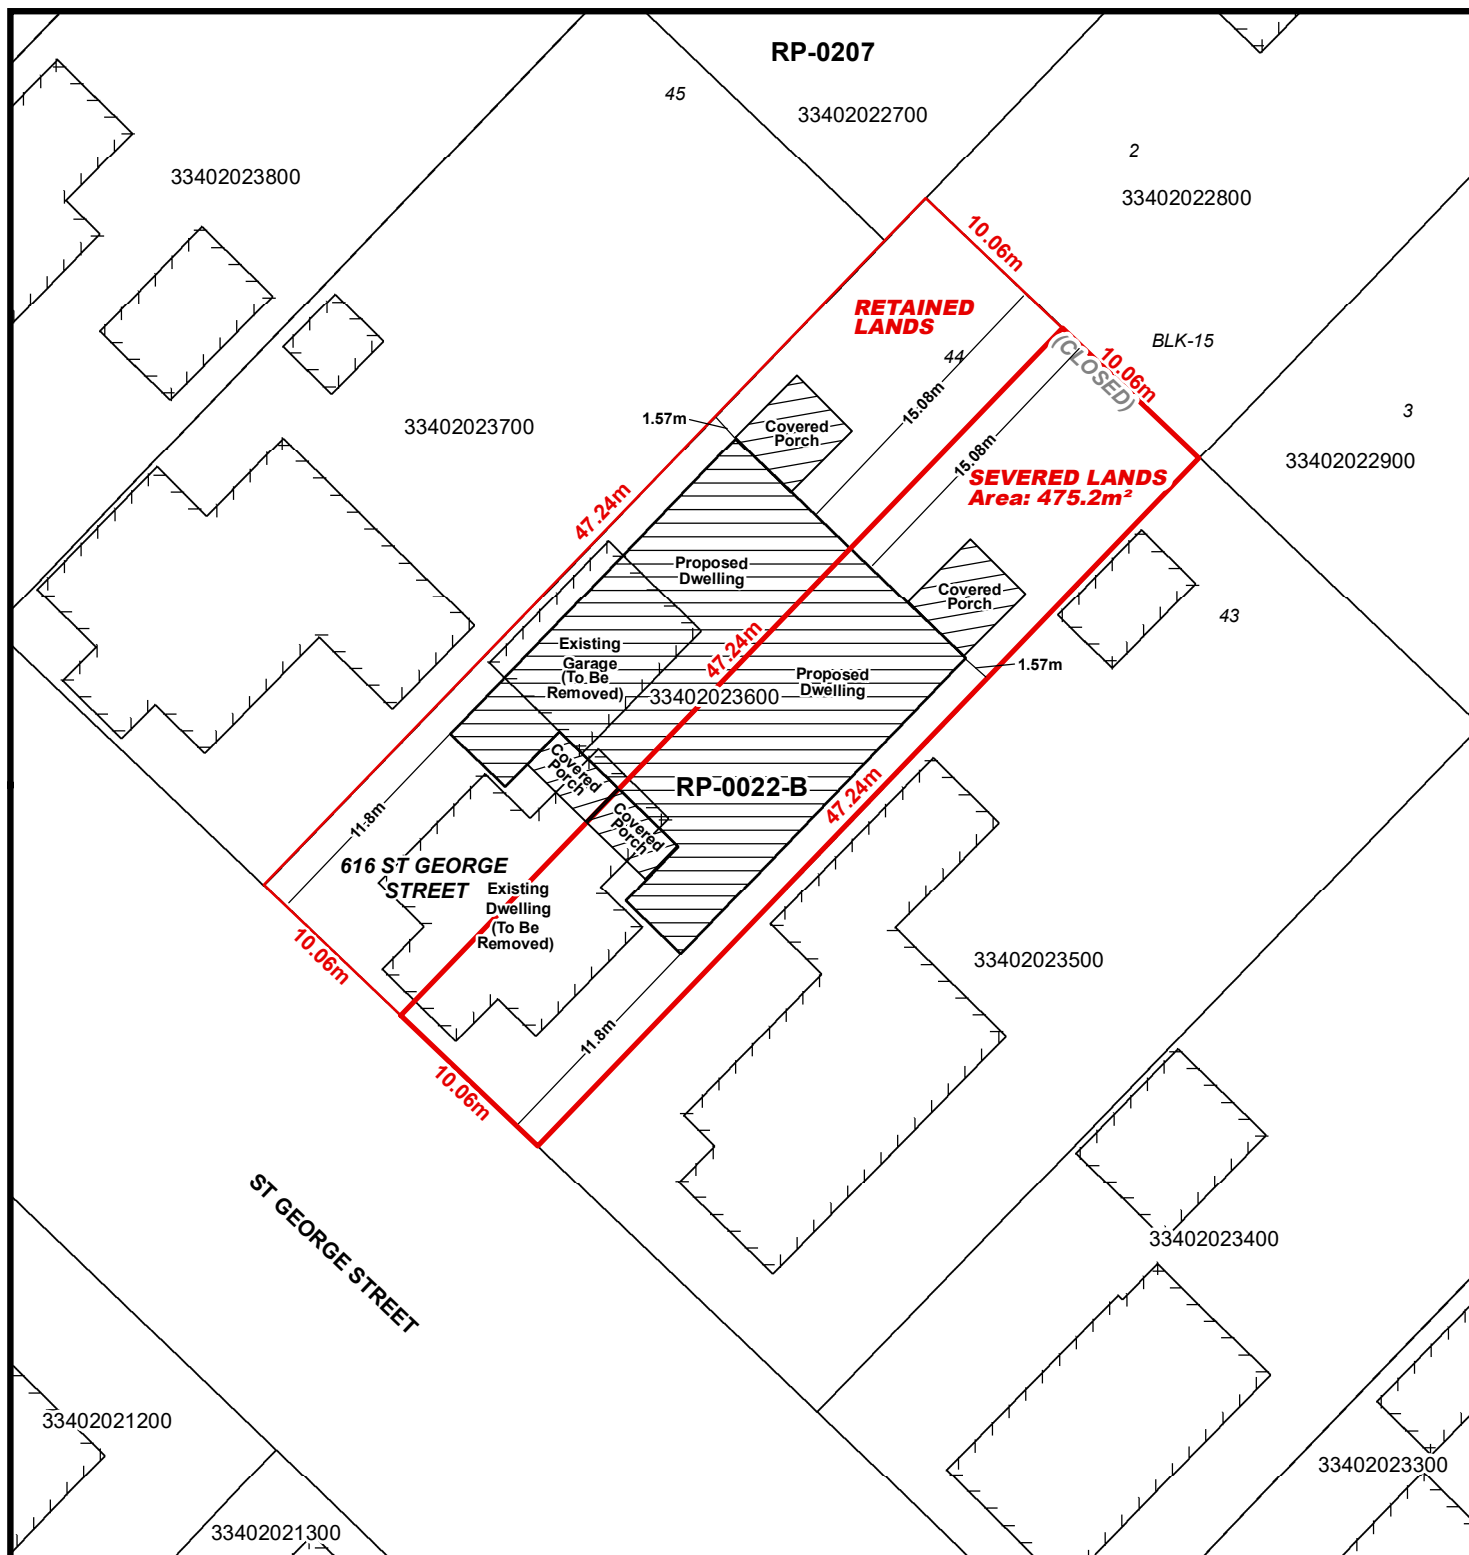 RP-0207
45
33402022700
2
33402023800
33402022800
10.06m
RETAINED
LANDS
44
BLK-15
(CLOSED)
10.06m
3
15.08m
1.57m
Covered
Porch
33402023700
15.08m
33402022900
SEVERED LANDS
Area: 475.2m²
47.24m
Proposed
Dwelling
Covered
Porch
43
Existing
Garage
(To Be
Removed)
47.24m
1.57m
Proposed
Dwelling
33402023600
Covered
Porch
RP-0022-B
47.24m
Covered
Porch
11.8m
616 ST GEORGE
STREET
Existing
Dwelling
(To Be
Removed)
10.06m
33402023500
11.8m
10.06m
ST GEORGE STREET
33402023400
33402021200
33402023300
33402021300